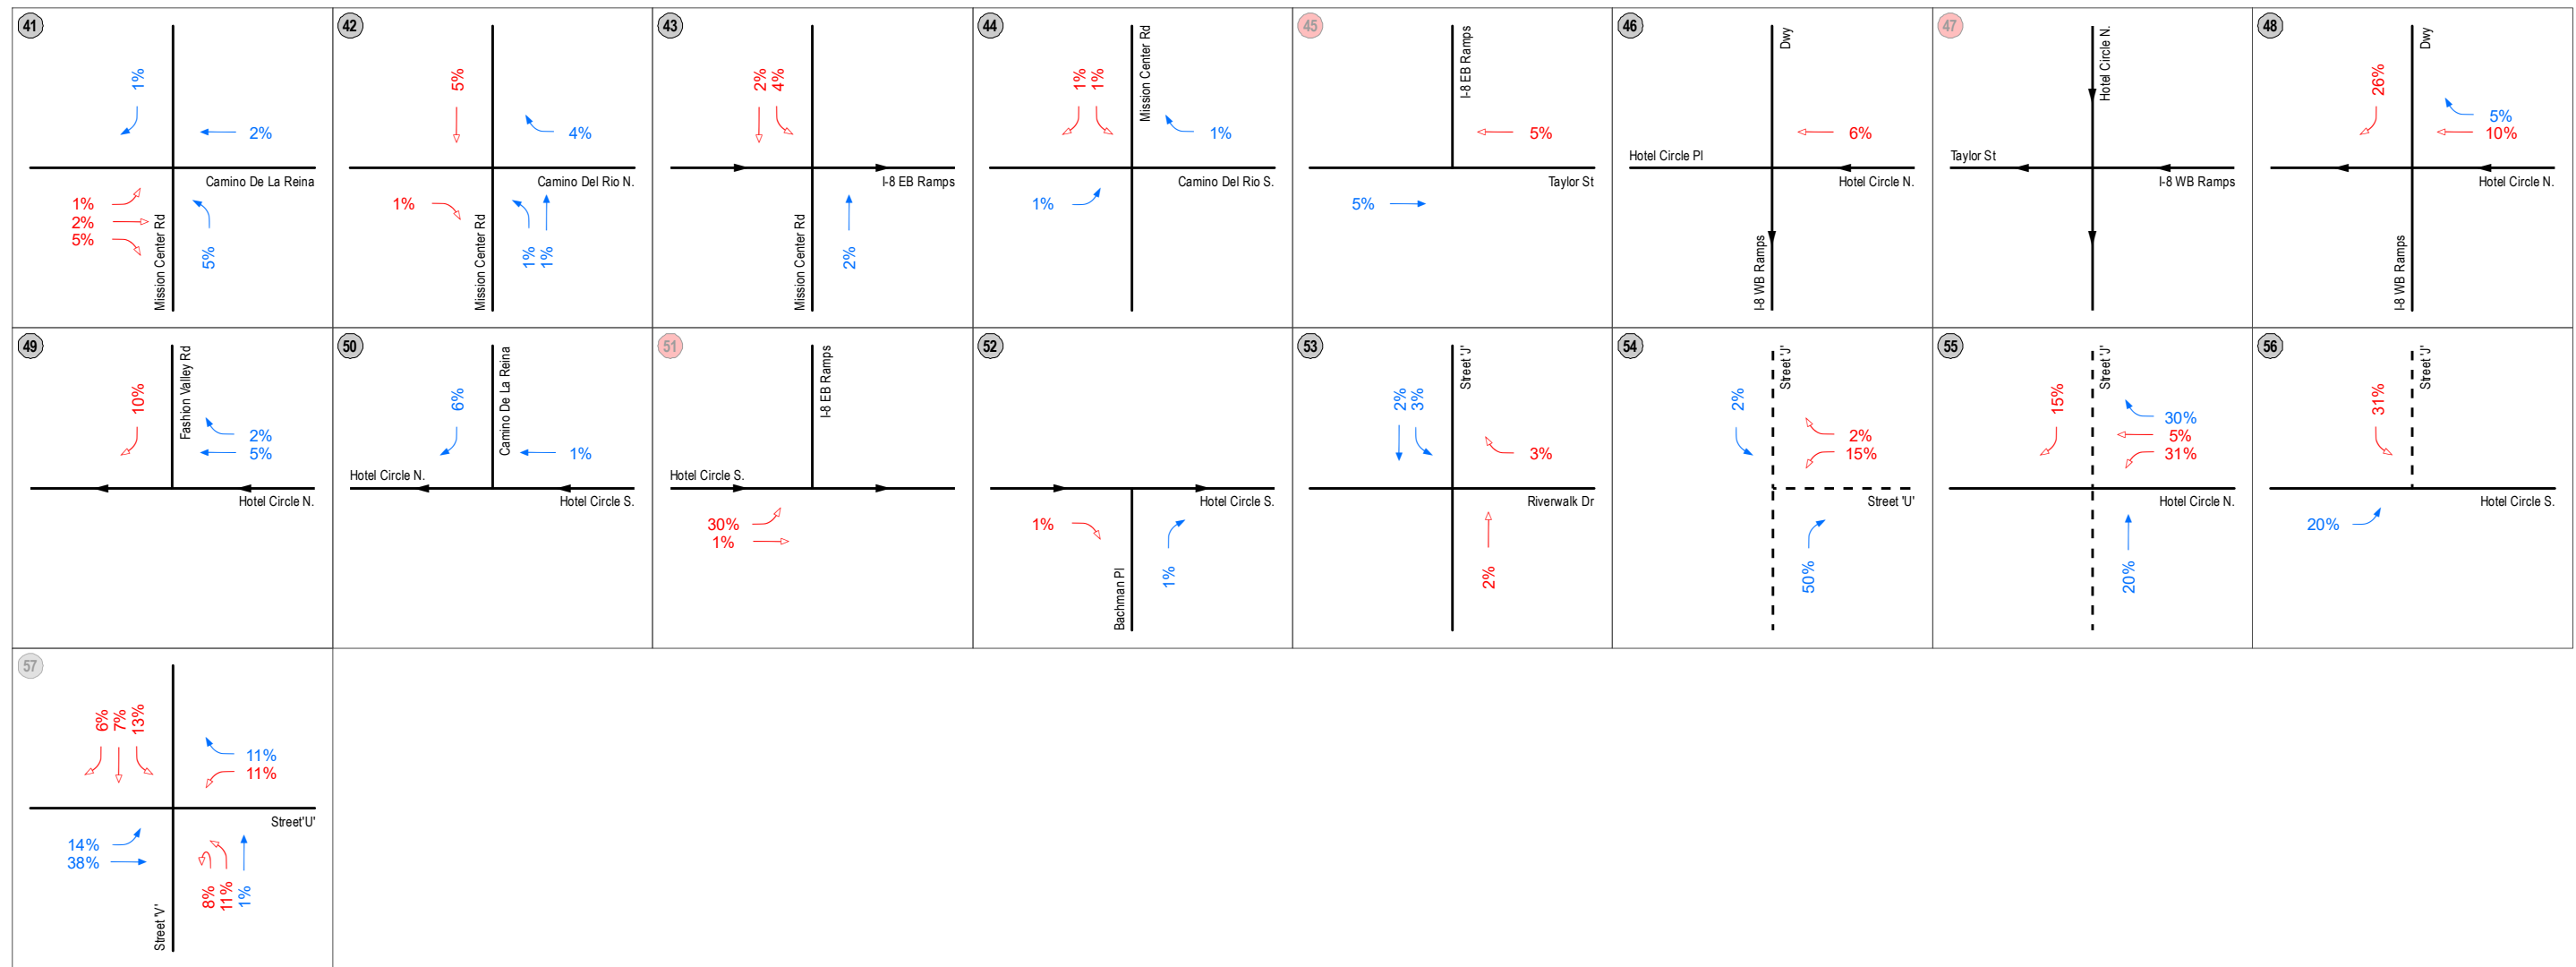 41
1%
2%
Camino De La Reina
1%
2%
5%
Mission Center Rd
5%
42
5%
4%
Camino Del Rio N.
1%
Mission Center Rd
1%
1%
43
2%
4%
I-8 EB Ramps
Mission Center Rd
2%
44
1%
1%
Mission Center Rd
1%
Camino Del Rio S.
1%
45
I-8 EB Ramps
5%
Taylor St
5%
46
Dwy
6%
Hotel Circle Pl
Hotel Circle N.
I-8 WB Ramps
47
Hotel Circle N.
Taylor St
I-8 WB Ramps
48
26%
Dwy
5%
10%
Hotel Circle N.
I-8 WB Ramps
49
10%
Fashion Valley Rd
2%
5%
Hotel Circle N.
50
6%
Camino De La Reina
1%
Hotel Circle N.
Hotel Circle S.
51
I-8 EB Ramps
Hotel Circle S.
30%
1%
52
Hotel Circle S.
1%
Bachman Pl
1%
53
2%
3%
Street 'J'
3%
Riverwalk Dr
2%
54
2%
Street 'J'
2%
15%
Street 'U'
50%
55
15%
Street 'J'
30%
5%
31%
Hotel Circle N.
20%
56
31%
Street 'J'
Hotel Circle S.
20%
57
6%
7%
13%
11%
11%
Street'U'
14%
38%
Street 'V'
8%
11%
1%